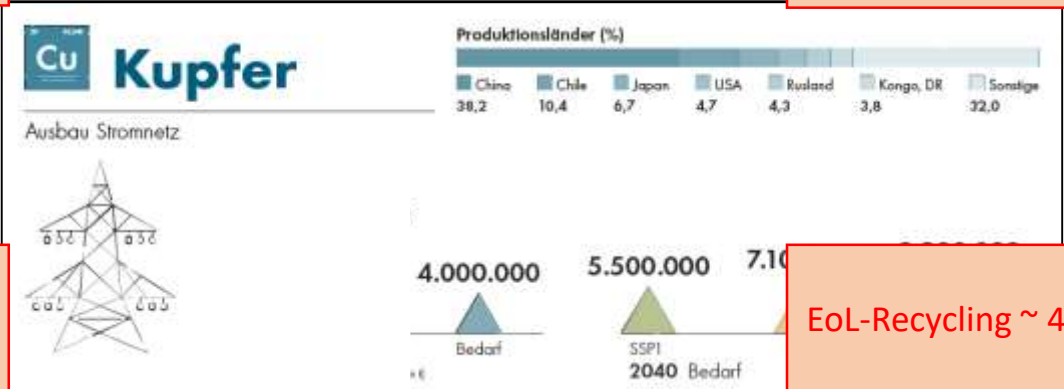 Cu
Kupfer
Produktionsländer (%)
China Chile Japan USA Rusland Kongo, DR Sonstige
38,2 10,4 6,7 4,7 4,3 3,8 32,0
Ausbau Stromnetz
4.000.000 5.500.000
Bedarf SSP1
2040 Bedarf
EoL-Recycling ~ 4